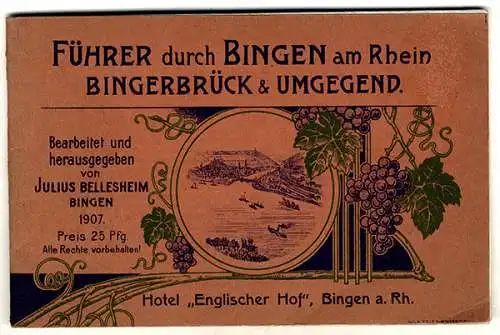 FÜHRER durch BINGEN am Rhein
BINGERBRÜCK & UMGEGEND.
Bearbeitet und
herausgegeben
von
JULIUS BELLESHEIM
BINGEN
1907.
Preis 25 Pfg.
Alle Rechte vorbehalten!
Hotel „Englischer Hof", Bingen a. Rh.